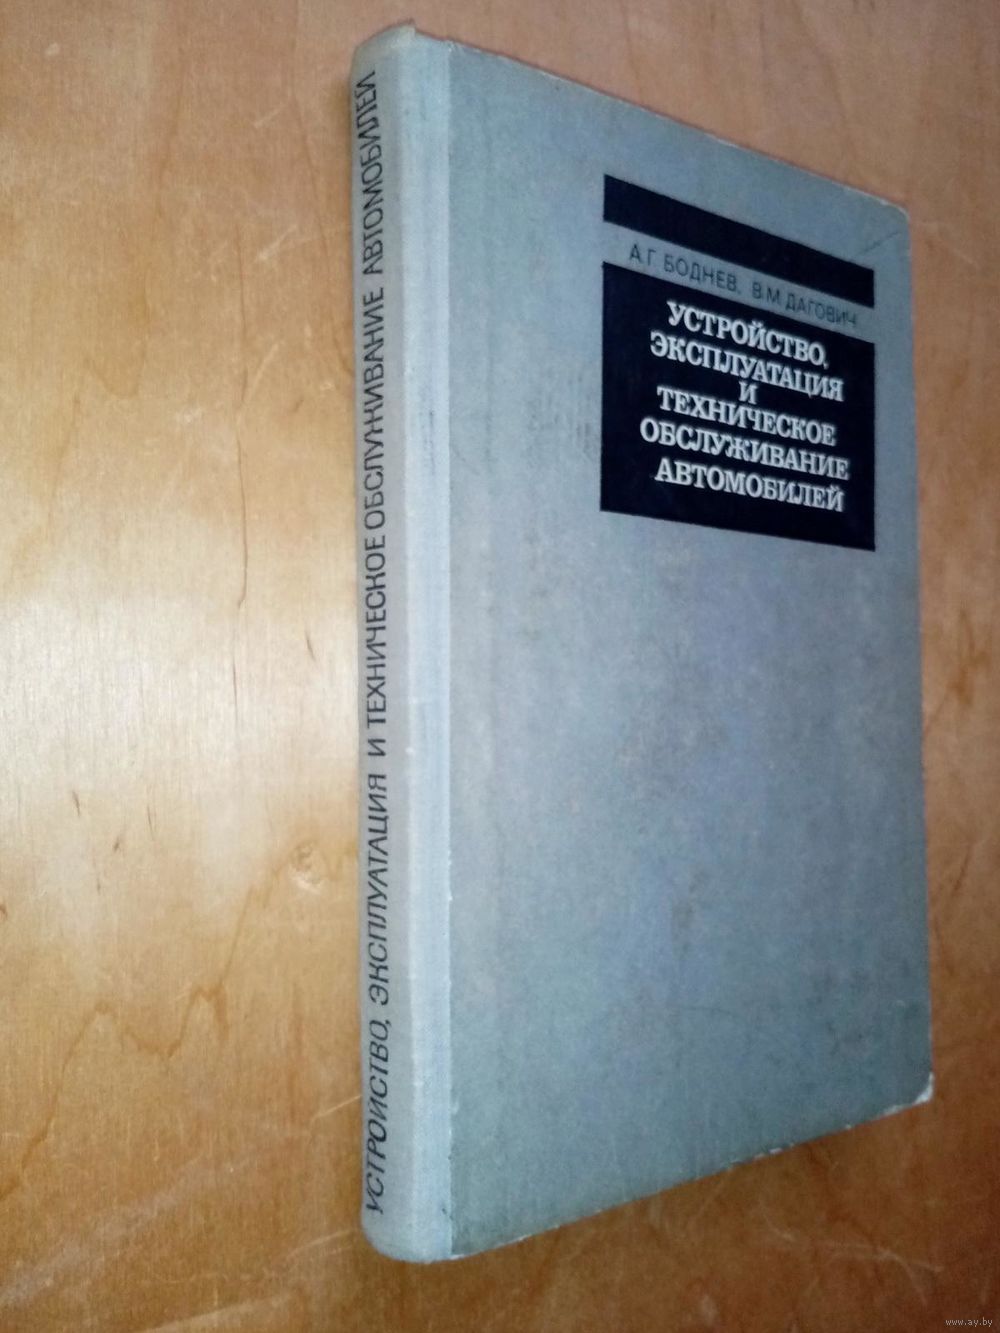 УСТРОЙСТВО, ЭКСПЛУАТАЦИЯ И ТЕХНИЧЕСКОЕ ОБСЛУЖИВАНИЕ АВТОМОБИЛЕЙ
А.Г. БОДНЕВ, В.М. ДАГОВИЧ
УСТРОЙСТВО,
ЭКСПЛУАТАЦИЯ
И
ТЕХНИЧЕСКОЕ
ОБСЛУЖИВАНИЕ
АВТОМОБИЛЕЙ
www.ay.by